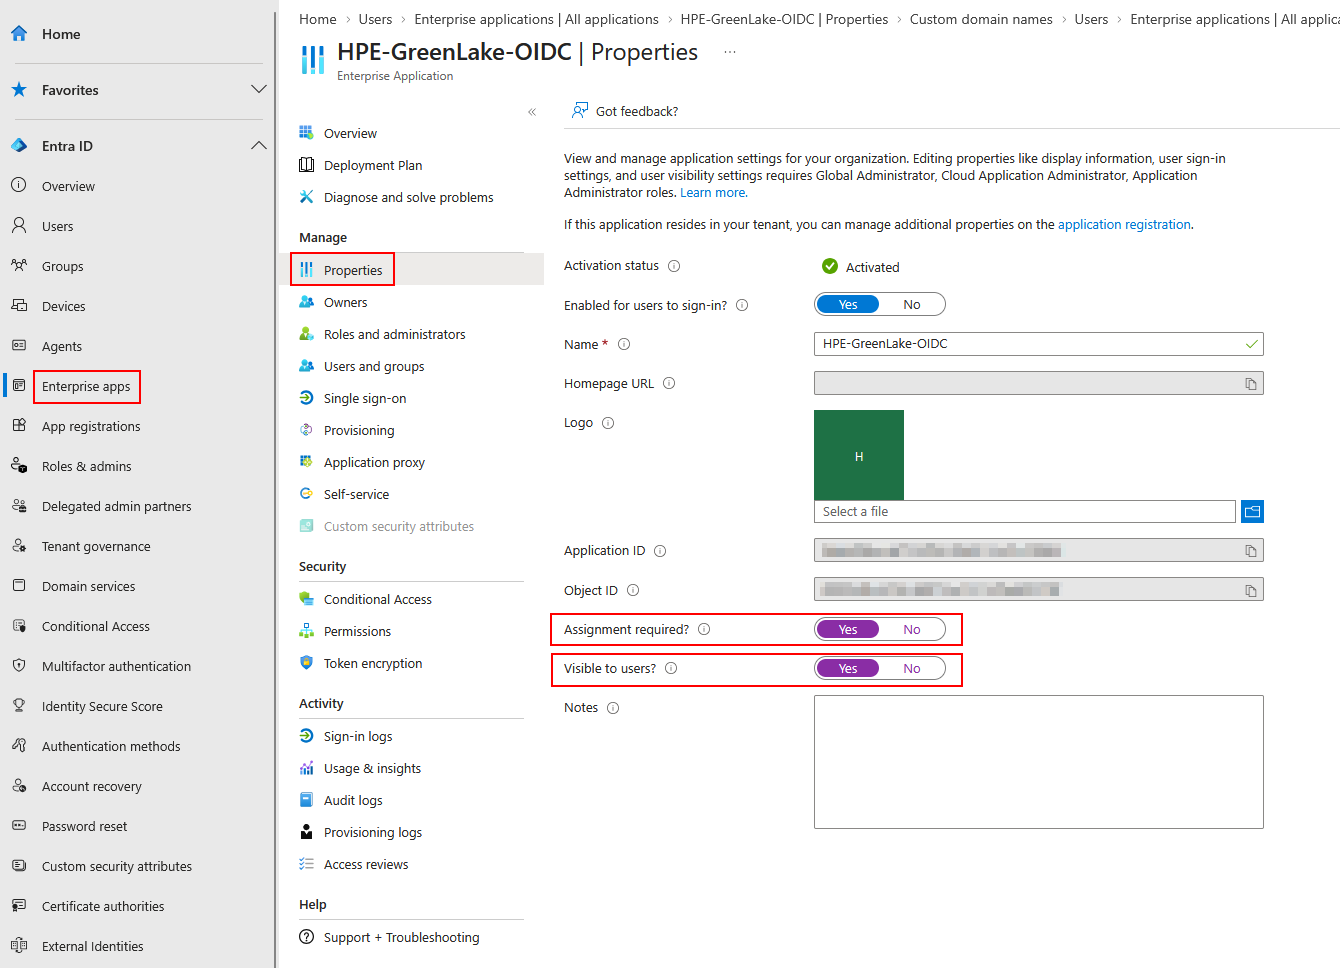 Home
Favorites
Entra ID
Overview
Users
Groups
Devices
Agents
Enterprise apps
App registrations
Roles & admins
Delegated admin partners
Tenant governance
Domain services
Conditional Access
Multifactor authentication
Identity Secure Score
Authentication methods
Account recovery
Password reset
Custom security attributes
Certificate authorities
External Identities
Home > Users > Enterprise applications | All applications > HPE-GreenLake-OIDC | Properties > Custom domain names > Users > Enterprise applications | All applic
HPE-GreenLake-OIDC | Properties ...
Enterprise Application
«
Overview
Deployment Plan
Diagnose and solve problems
Manage
Properties
Owners
Roles and administrators
Users and groups
Single sign-on
Provisioning
Application proxy
Self-service
Custom security attributes
Security
Conditional Access
Permissions
Token encryption
Activity
Sign-in logs
Usage & insights
Audit logs
Provisioning logs
Access reviews
Help
Support + Troubleshooting
Got feedback?
View and manage application settings for your organization. Editing properties like display information, user sign-in
settings, and user visibility settings requires Global Administrator, Cloud Application Administrator, Application
Administrator roles. Learn more.
If this application resides in your tenant, you can manage additional properties on the application registration.
Activation status Activated
Enabled for users to sign-in? Yes No
Name * HPE-GreenLake-OIDC
Homepage URL
Logo
H
Select a file
Application ID
Object ID
Assignment required? Yes No
Visible to users? Yes No
Notes